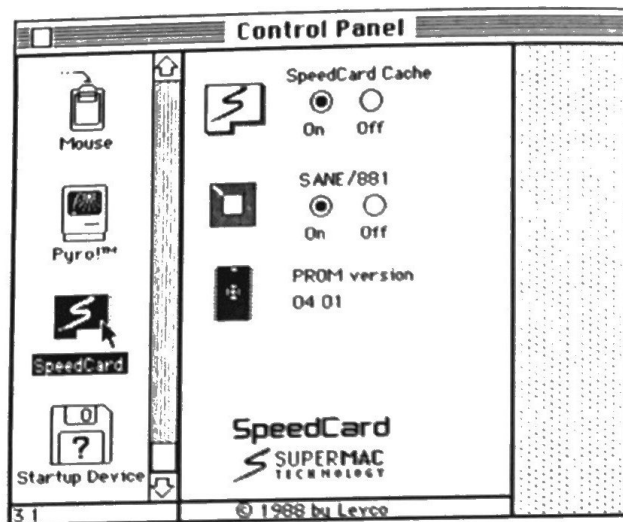 Control Panel
Mouse
Pyro!™
SpeedCard
Startup Device
3 1
SpeedCard Cache
On Off
SANE/881
On Off
PROM version
04 01
SpeedCard
SUPERMAC
TECHNOLOGY
© 1988 by Levco